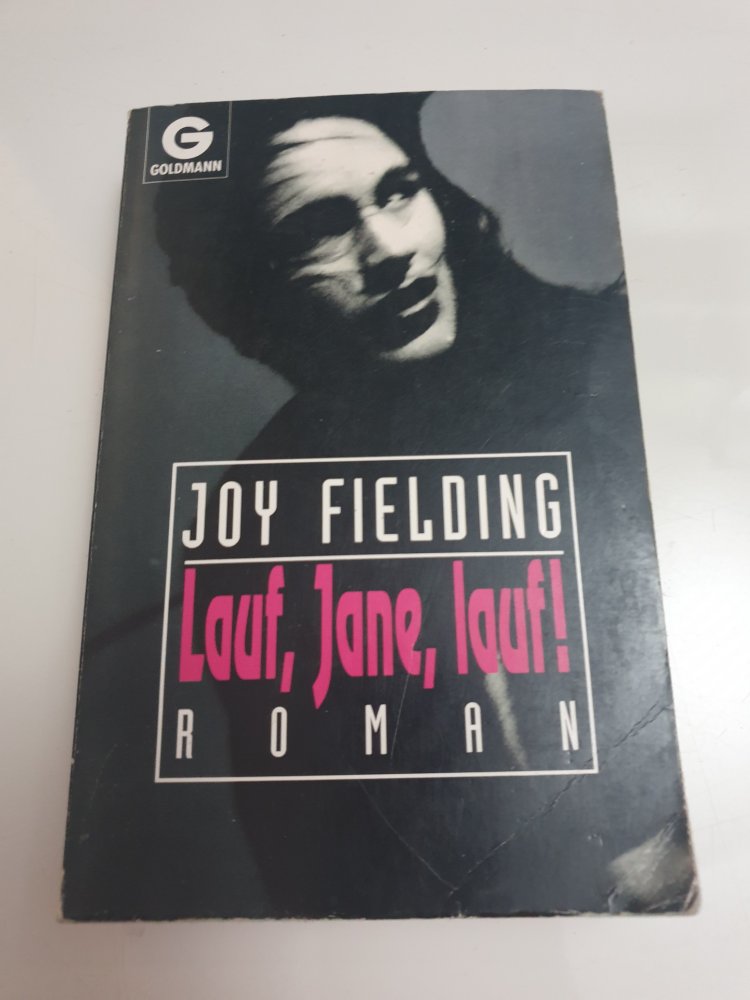 G
GOLDMANN
JOY FIELDING
Lauf, Jane, lauf!
ROMAN